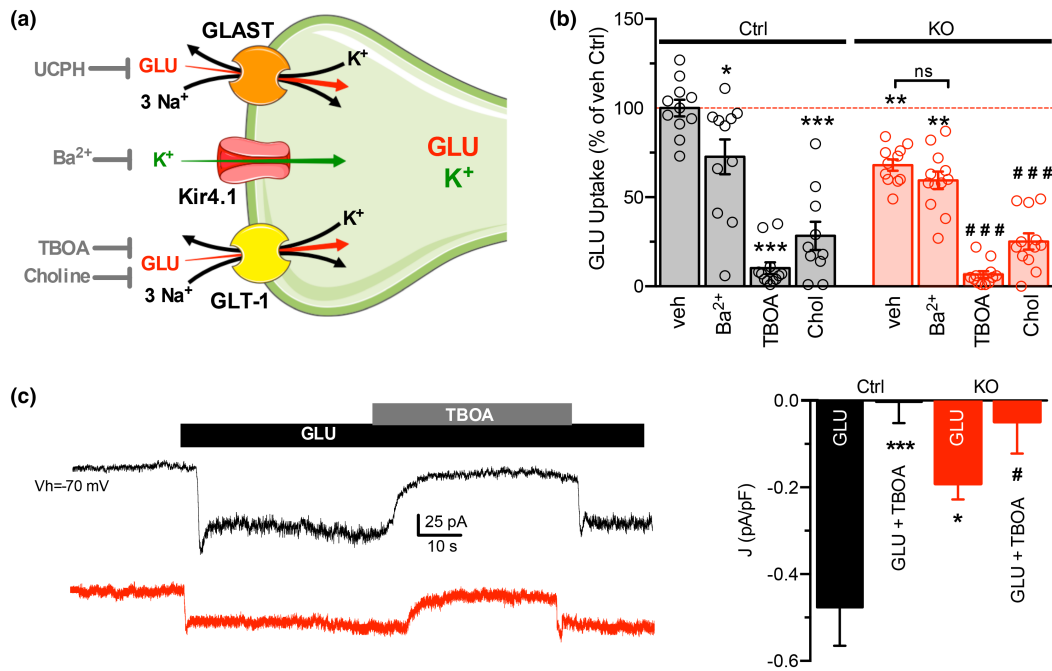 (a)
GLAST
UCPH
GLU
K+
3 Na+
Ba2+
K+
Kir4.1
GLU
K+
TBOA
Choline
GLU
K+
3 Na+
GLT-1
(b)
GLU Uptake (% of veh Ctrl)
150
100
50
0
Ctrl
KO
*
***
***
**
ns
**
###
###
veh
Ba2+
TBOA
Chol
veh
Ba2+
TBOA
Chol
(c)
TBOA
GLU
Vh=-70 mV
25 pA
10 s
Ctrl
KO
J (pA/pF)
0.0
-0.2
-0.4
-0.6
GLU
***
GLU + TBOA
GLU
*
#
GLU + TBOA